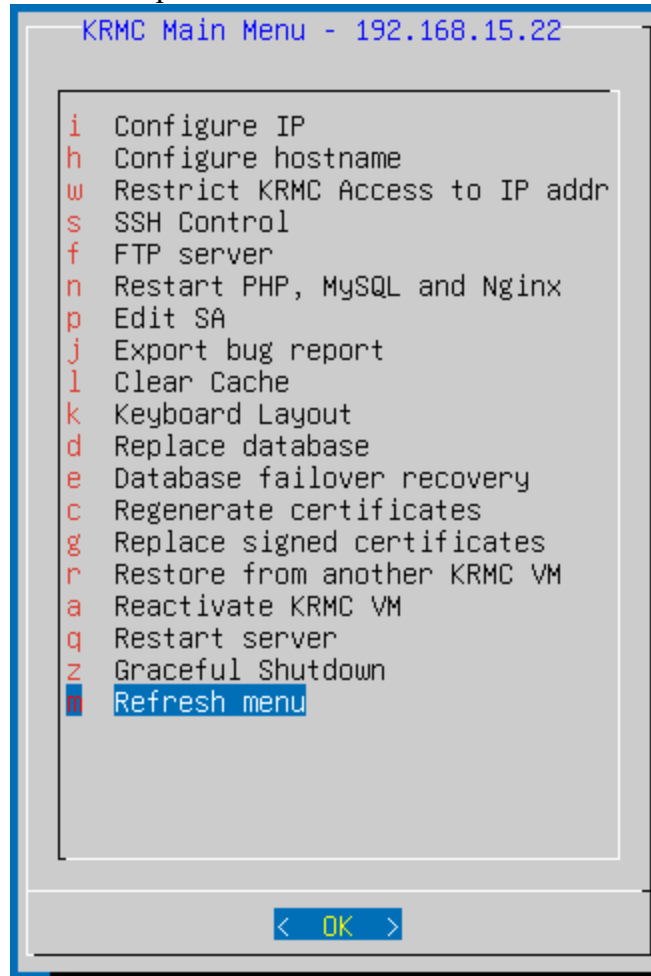 KRMC Main Menu - 192.168.15.22
i Configure IP
h Configure hostname
w Restrict KRMC Access to IP addr
s SSH Control
f FTP server
n Restart PHP, MySQL and Nginx
p Edit SA
j Export bug report
l Clear Cache
k Keyboard Layout
d Replace database
e Database failover recovery
c Regenerate certificates
g Replace signed certificates
r Restore from another KRMC VM
a Reactivate KRMC VM
q Restart server
z Graceful Shutdown
m Refresh menu
< OK >